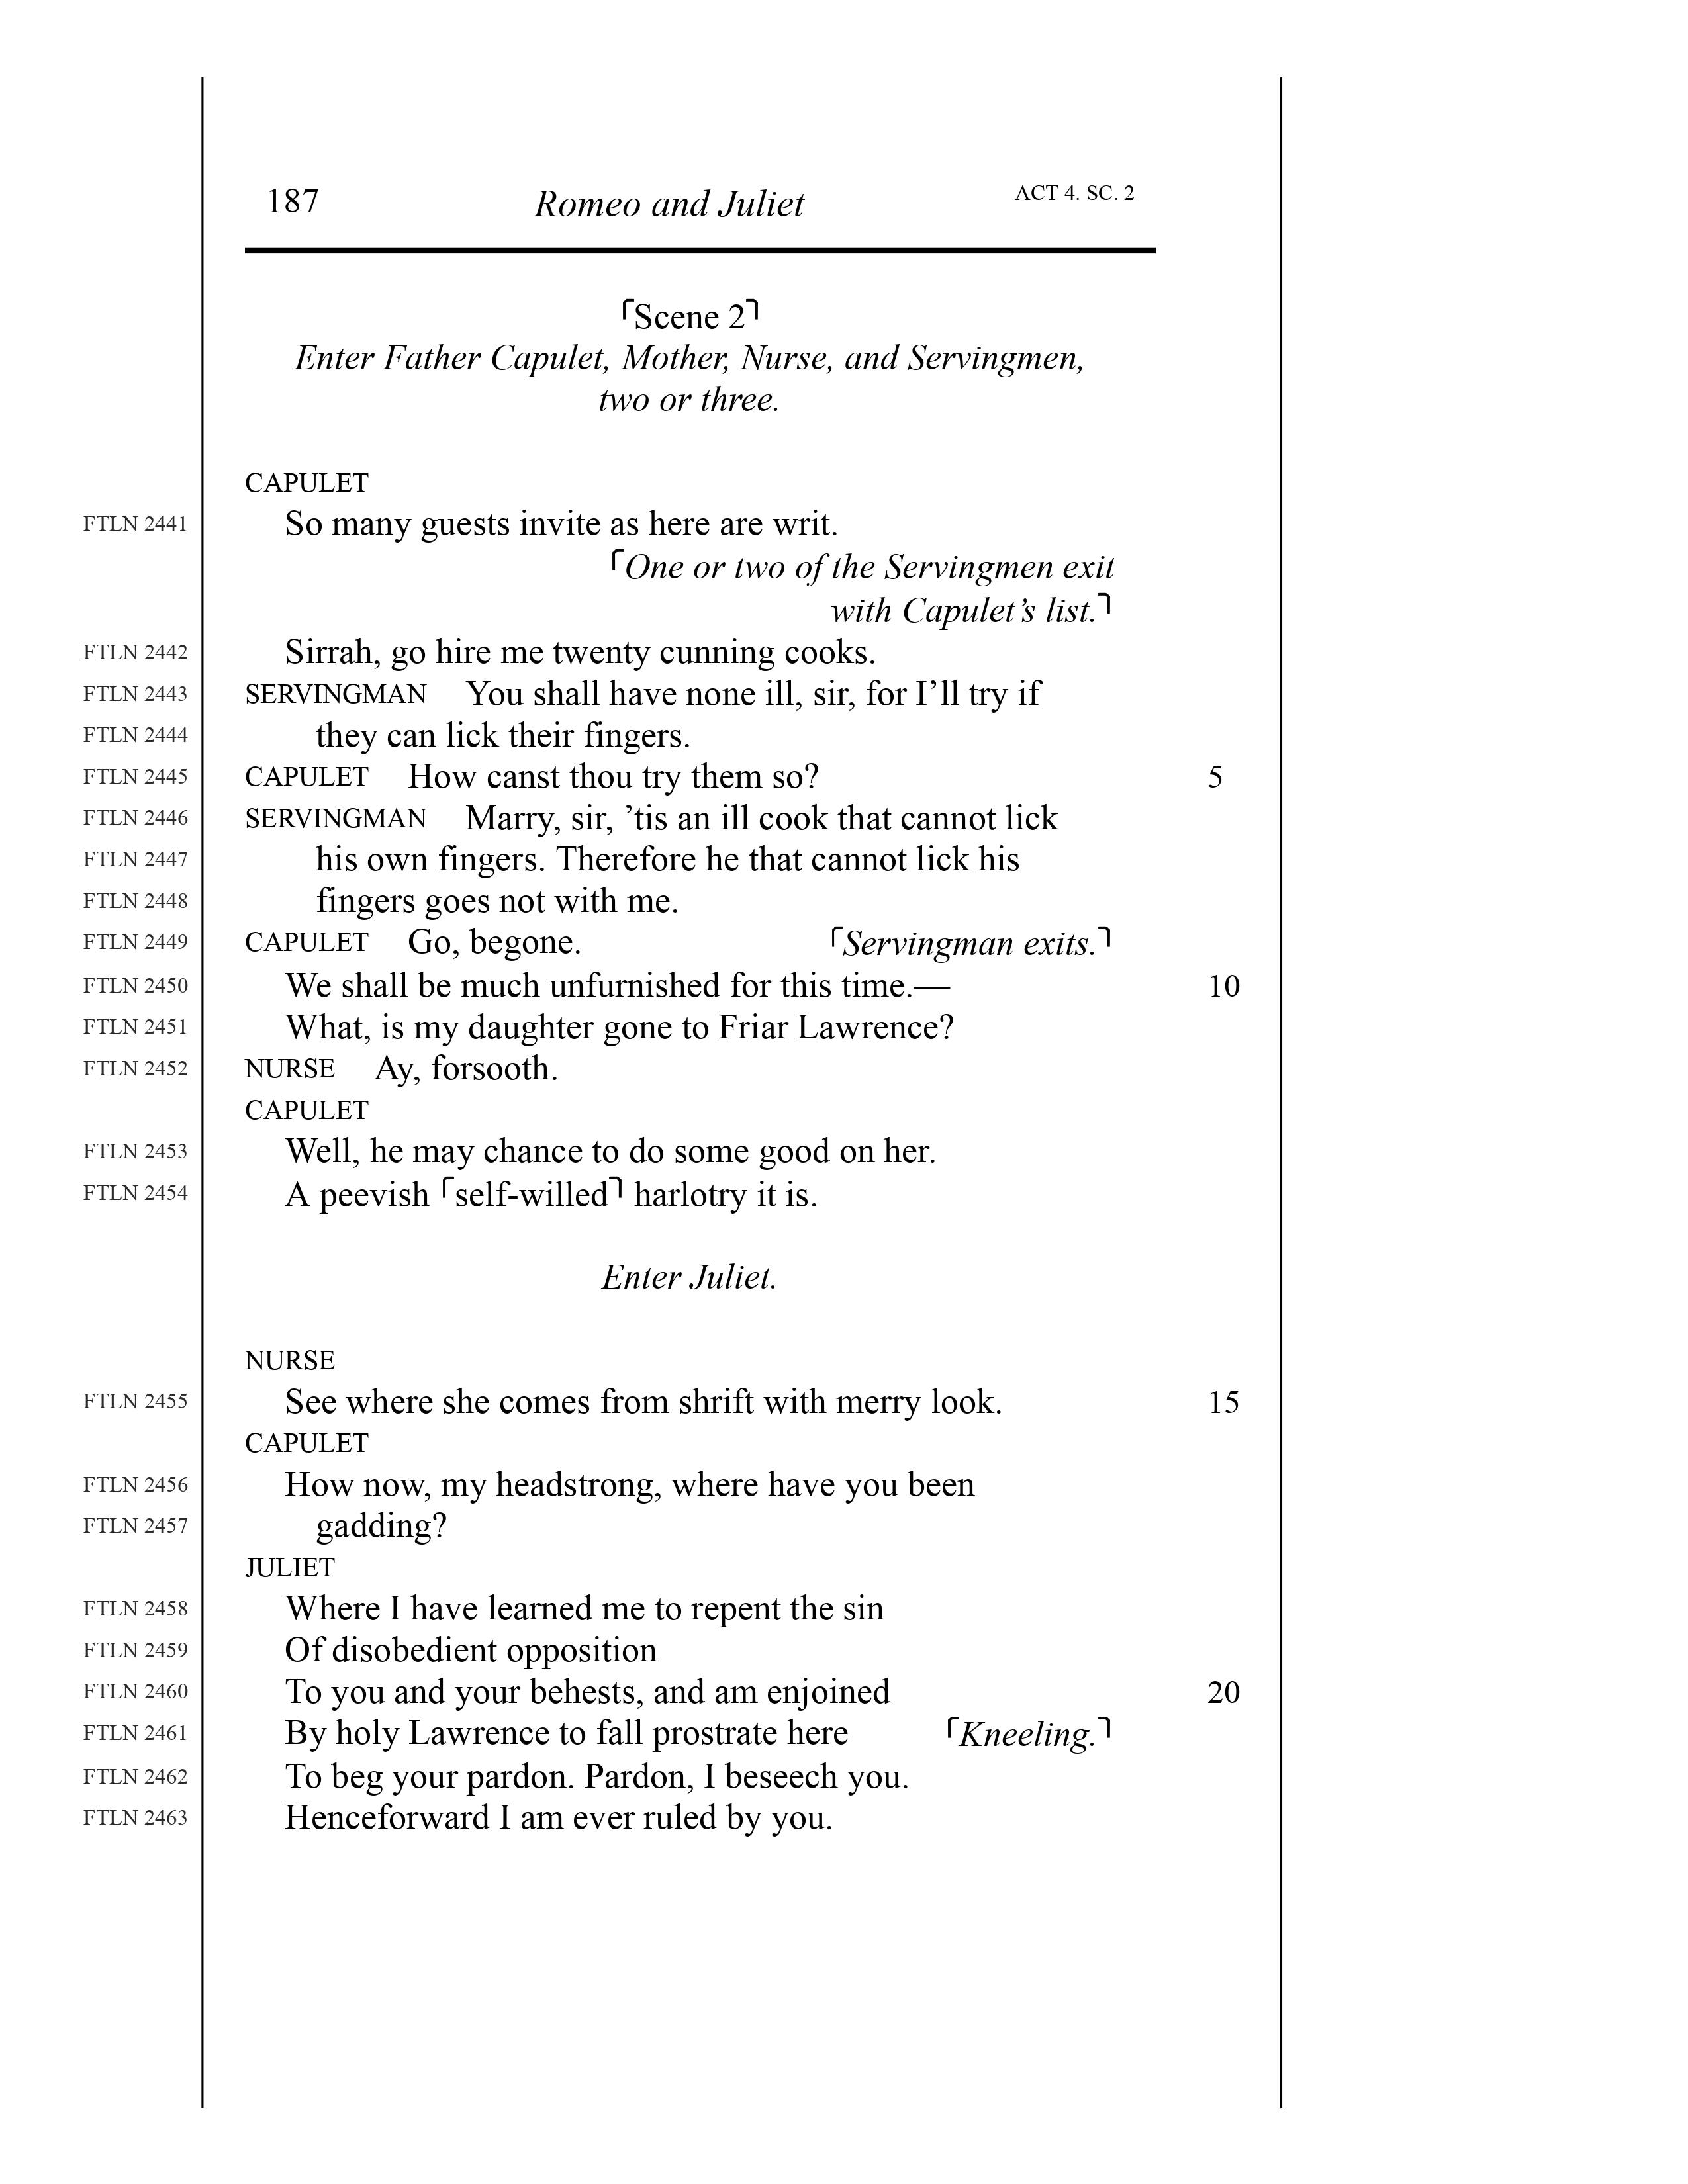 187 Romeo and Juliet ACT 4. SC. 2
⌜Scene 2⌝
Enter Father Capulet, Mother, Nurse, and Servingmen,
two or three.
CAPULET
FTLN 2441 So many guests invite as here are writ.
⌜One or two of the Servingmen exit
with Capulet’s list.⌝
FTLN 2442 Sirrah, go hire me twenty cunning cooks.
FTLN 2443 SERVINGMAN You shall have none ill, sir, for I’ll try if
FTLN 2444 they can lick their fingers.
FTLN 2445 CAPULET How canst thou try them so? 5
FTLN 2446 SERVINGMAN Marry, sir, ’tis an ill cook that cannot lick
FTLN 2447 his own fingers. Therefore he that cannot lick his
FTLN 2448 fingers goes not with me.
FTLN 2449 CAPULET Go, begone. ⌜Servingman exits.⌝
FTLN 2450 We shall be much unfurnished for this time.— 10
FTLN 2451 What, is my daughter gone to Friar Lawrence?
FTLN 2452 NURSE Ay, forsooth.
CAPULET
FTLN 2453 Well, he may chance to do some good on her.
FTLN 2454 A peevish ⌜self-willed⌝ harlotry it is.
Enter Juliet.
NURSE
FTLN 2455 See where she comes from shrift with merry look. 15
CAPULET
FTLN 2456 How now, my headstrong, where have you been
FTLN 2457 gadding?
JULIET
FTLN 2458 Where I have learned me to repent the sin
FTLN 2459 Of disobedient opposition
FTLN 2460 To you and your behests, and am enjoined 20
FTLN 2461 By holy Lawrence to fall prostrate here ⌜Kneeling.⌝
FTLN 2462 To beg your pardon. Pardon, I beseech you.
FTLN 2463 Henceforward I am ever ruled by you.